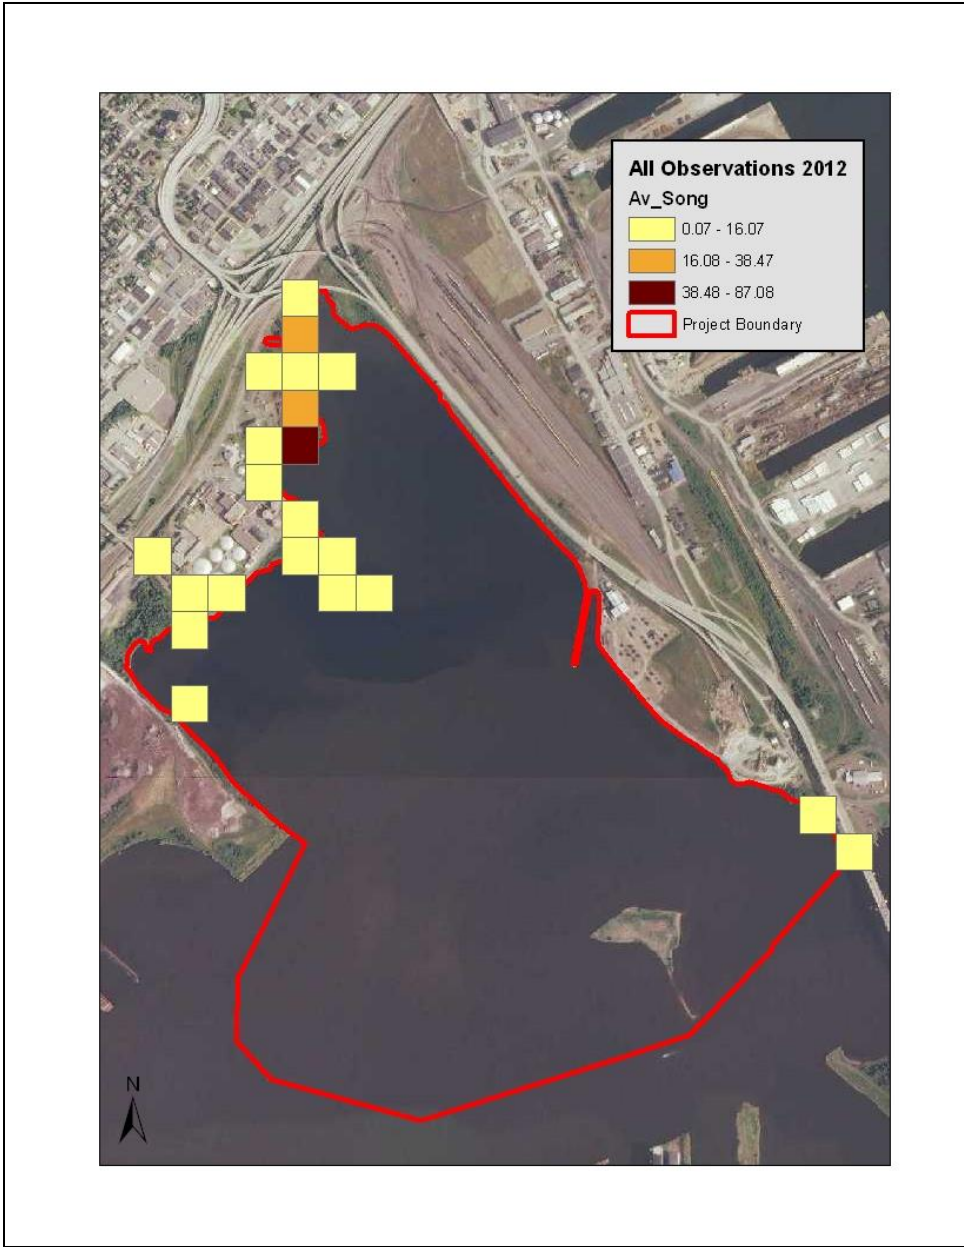 All Observations 2012
Av_Song
0.07 - 16.07
16.08 - 38.47
38.48 - 87.08
Project Boundary
N